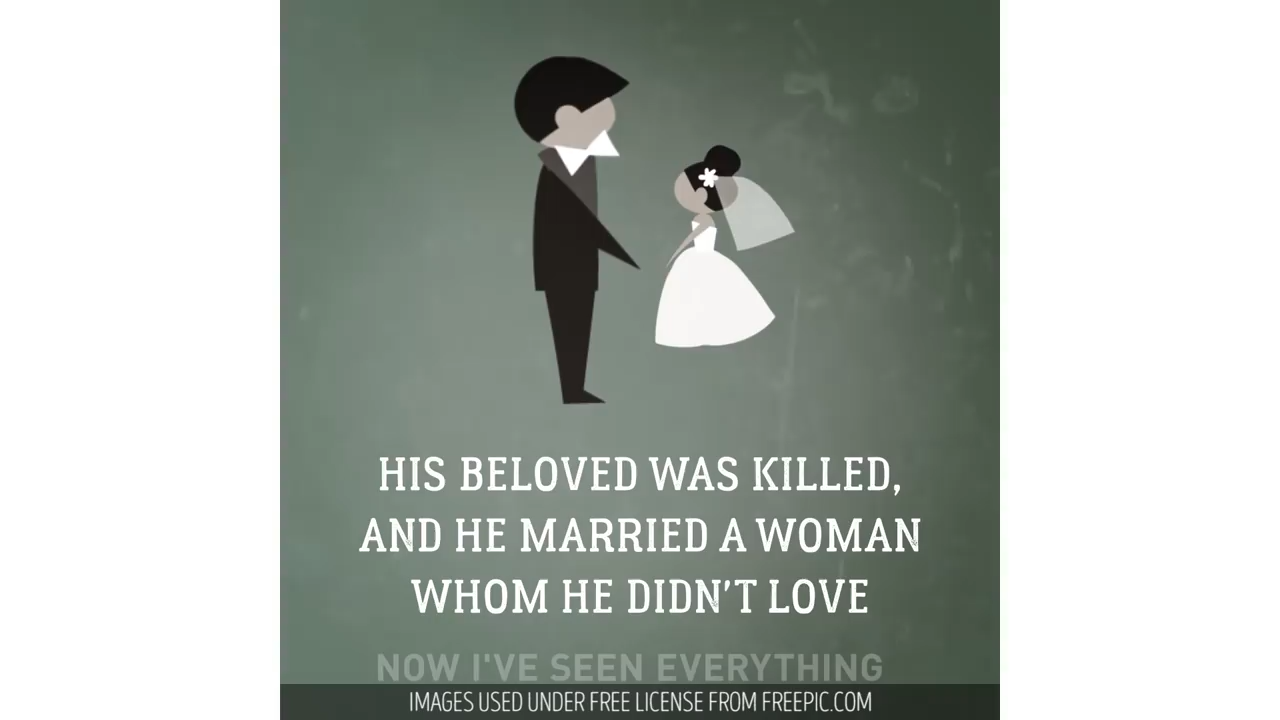 HIS BELOVED WAS KILLED,
AND HE MARRIED A WOMAN
WHOM HE DIDN'T LOVE
NOW I'VE SEEN EVERYTHING
IMAGES USED UNDER FREE LICENSE FROM FREEPIC.COM